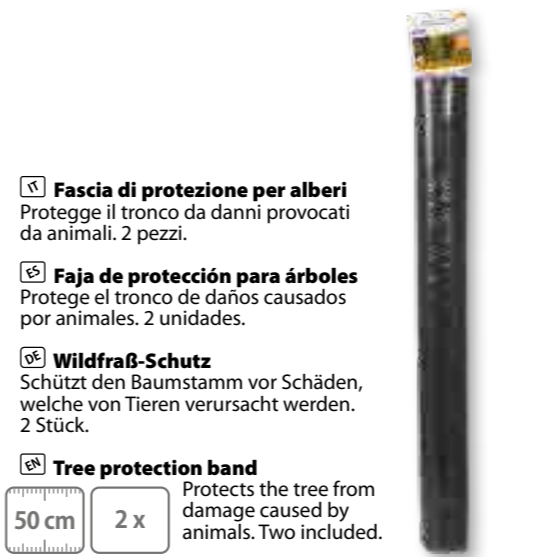 IT Fascia di protezione per alberi
Protegge il tronco da danni provocati
da animali. 2 pezzi.
ES Faja de protección para árboles
Protege el tronco de daños causados
por animales. 2 unidades.
DE Wildfraß-Schutz
Schützt den Baumstamm vor Schäden,
welche von Tieren verursacht werden.
2 Stück.
EN Tree protection band
Protects the tree from
damage caused by
animals. Two included.
50 cm
2 x